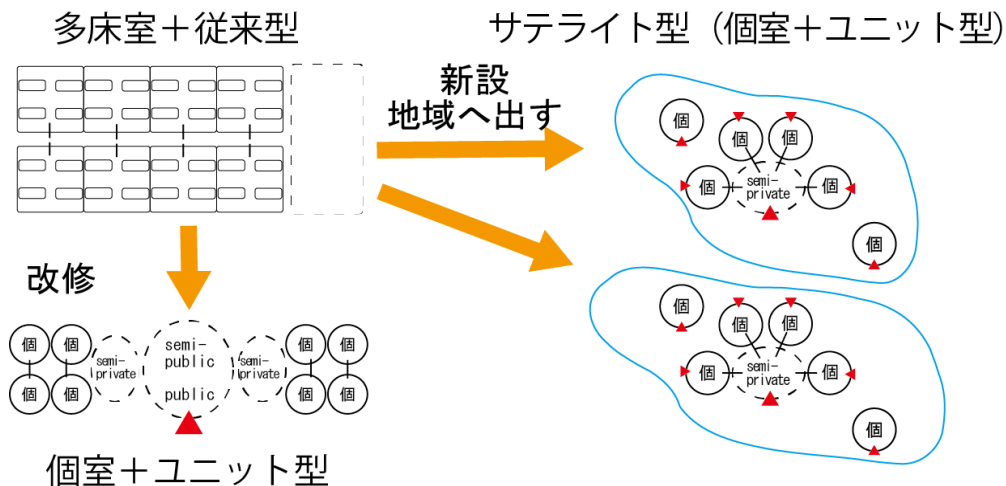 多床室＋従来型
サテライト型（個室＋ユニット型）
新設
地域へ出す
個
個
個
個
semi-
private
個
個
改修
個
個
semi-
private
semi-
public
public
semi-
private
個
個
個
個
個
個
個
個
個
個
semi-
private
個
個
個室＋ユニット型